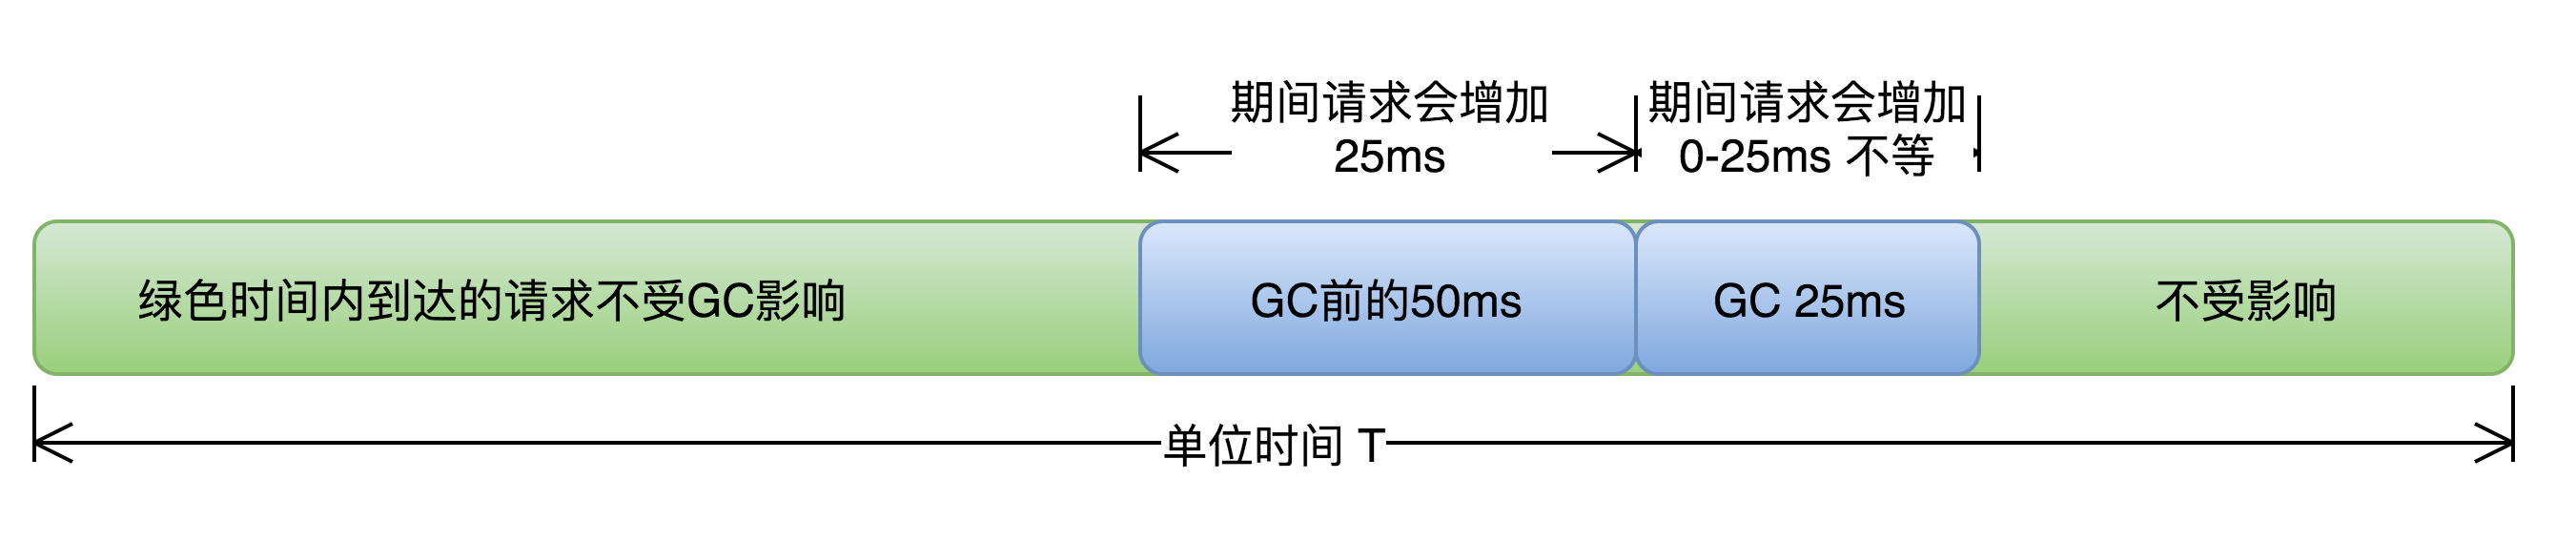 期间请求会增加
25ms
期间请求会增加
0-25ms 不等
绿色时间内到达的请求不受GC影响
GC前的50ms
GC 25ms
不受影响
单位时间 T